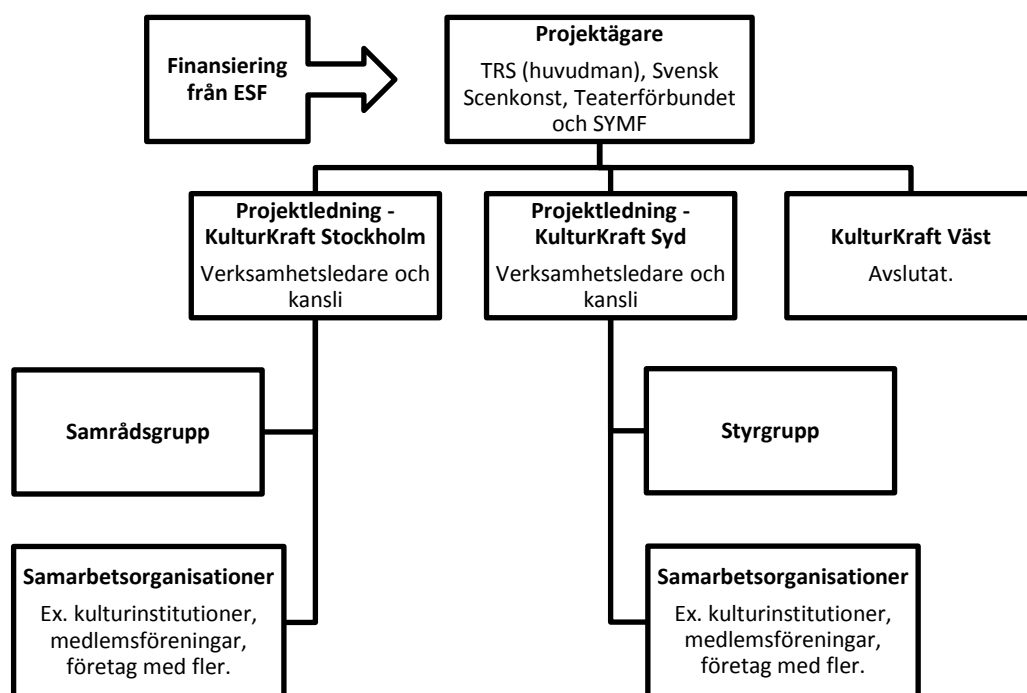 Finansiering
från ESF
Projektägare
TRS (huvudman), Svensk
Scenkonst, Teaterförbundet
och SYMF
Projektledning -
KulturKraft Stockholm
Verksamhetsledare och
kansli
Projektledning -
KulturKraft Syd
Verksamhetsledare och
kansli
KulturKraft Väst
Avslutat.
Samrådsgrupp
Styrgrupp
Samarbetsorganisationer
Ex. kulturinstitutioner,
medlemsföreningar,
företag med fler.
Samarbetsorganisationer
Ex. kulturinstitutioner,
medlemsföreningar,
företag med fler.